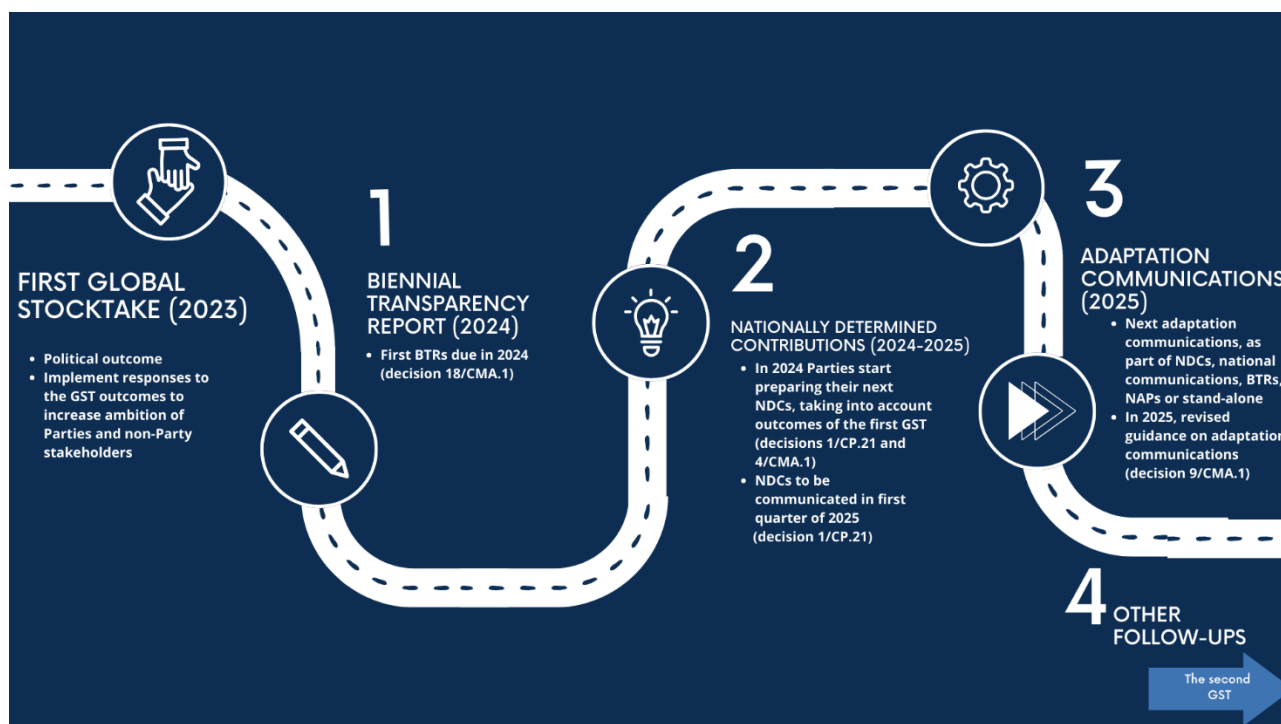 FIRST GLOBAL
STOCKTAKE (2023)
• Political outcome
• Implement responses to
the GST outcomes to
increase ambition of
Parties and non-Party
stakeholders
1
BIENNIAL
TRANSPARENCY
REPORT (2024)
• First BTRs due in 2024
(decision 18/CMA.1)
2
NATIONALLY DETERMINED
CONTRIBUTIONS (2024-2025)
• In 2024 Parties start
preparing their next
NDCs, taking into account
outcomes of the first GST
(decisions 1/CP.21 and
4/CMA.1)
• NDCs to be
communicated in first
quarter of 2025
(decision 1/CP.21)
3
ADAPTATION
COMMUNICATIONS
(2025)
• Next adaptation
communications, as
part of NDCs, national
communications, BTRs,
NAPs or stand-alone
• In 2025, revised
guidance on adaptation
communications
(decision 9/CMA.1)
4
OTHER
FOLLOW-UPS
The second
GST